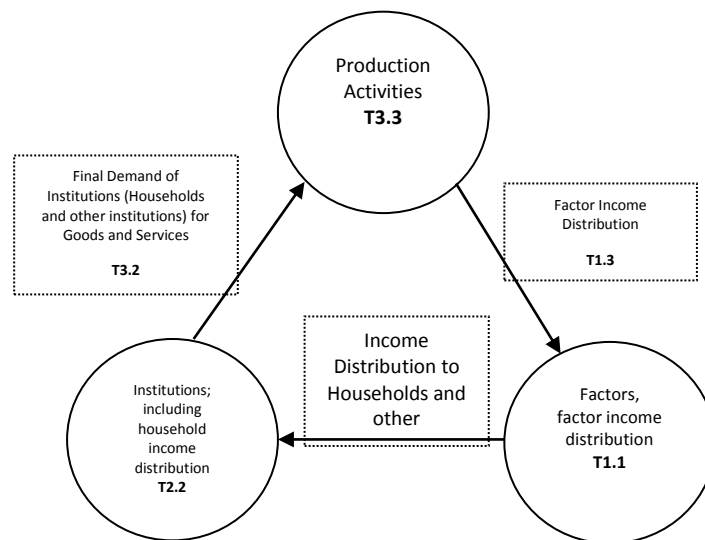 Production
Activities
T3.3
Final Demand of
Institutions (Households
and other institutions) for
Goods and Services
T3.2
Factor Income
Distribution
T1.3
Income
Distribution to
Households and
other
Institutions;
including
household
income
distribution
T2.2
Factors,
factor income
distribution
T1.1